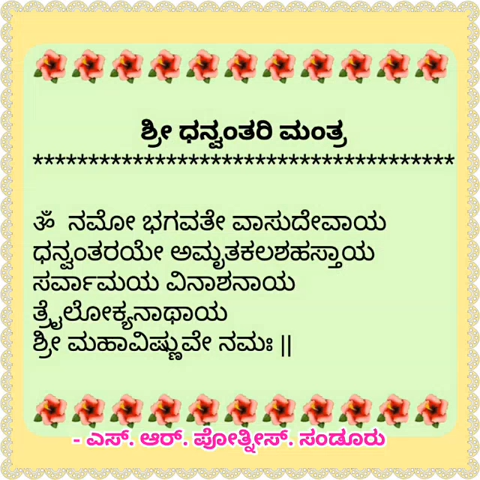 ಶ್ರೀ ಧನ್ವಂತರಿ ಮಂತ್ರ
***************************************
ॐ ನಮೋ ಭಗವತೇ ವಾಸುದೇವಾಯ
ಧನ್ವಂತರಯೇ ಅಮೃತಕಲಶಹಸ್ತಾಯ
ಸರ್ವಾಮಯ ವಿನಾಶನಾಯ
ತ್ರೈಲೋಕ್ಯನಾಥಾಯ
ಶ್ರೀ ಮಹಾವಿಷ್ಣುವೇ ನಮಃ ||
- ಎಸ್. ಆರ್. ಪೋತ್ನೀಸ್. ಸಂಡೂರು